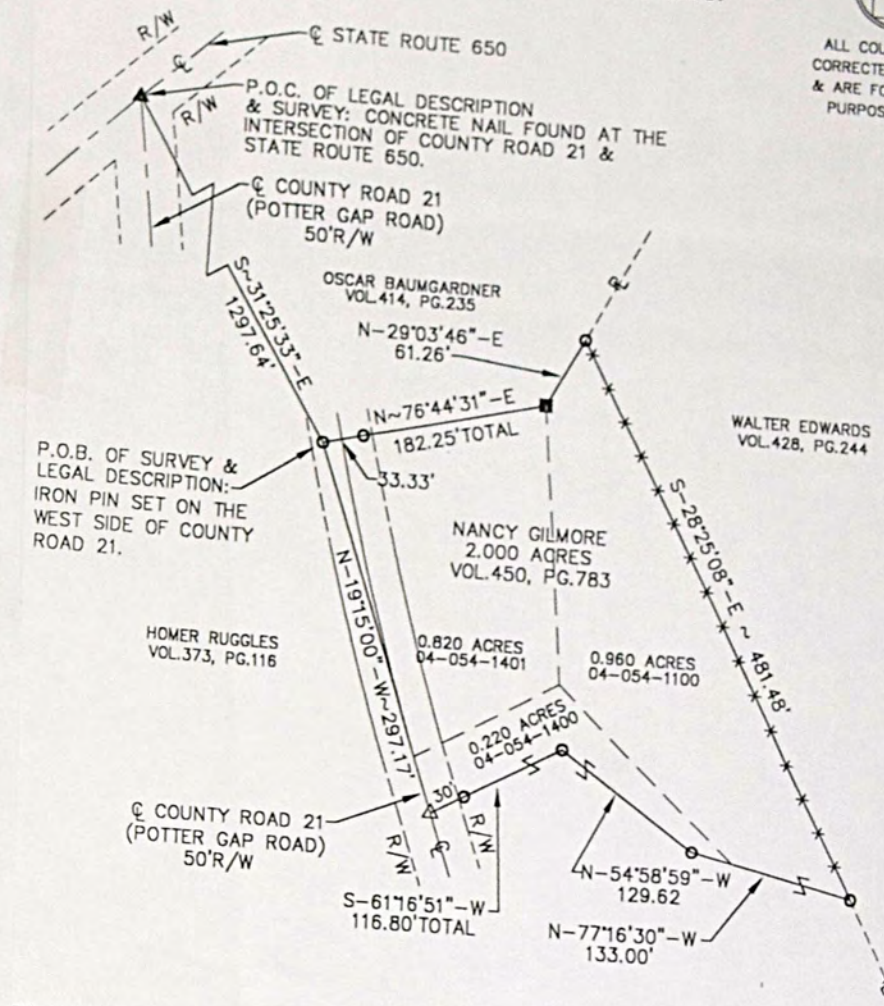 R/W
℄ STATE ROUTE 650
℄
ALL
CORRECTE
& ARE FO
PURPOS
P.O.C. OF LEGAL DESCRIPTION
& SURVEY: CONCRETE NAIL FOUND AT THE
INTERSECTION OF COUNTY ROAD 21 &
STATE ROUTE 650.
R/W
℄ COUNTY ROAD 21
(POTTER GAP ROAD)
50'R/W
S~31°25'33"-E
1297.64'
OSCAR BAUMGARDNER
VOL.414, PG.235
N-29°03'46"-E
61.26'
N~76°44'31"-E
182.25'TOTAL
33.33'
WALTER EDWARDS
VOL.428, PG.244
P.O.B. OF SURVEY &
LEGAL DESCRIPTION:
IRON PIN SET ON THE
WEST SIDE OF COUNTY
ROAD 21.
NANCY GILMORE
2.000 ACRES
VOL.450, PG.783
S-28°25'08"-E ~ 481.48'
N-19°15'00"-W~297.17'
HOMER RUGGLES
VOL.373, PG.116
0.820 ACRES
04-054-1401
0.960 ACRES
04-054-1100
0.220 ACRES
04-054-1400
30'
℄ COUNTY ROAD 21
(POTTER GAP ROAD)
50'R/W
R/W
℄
R/W
S-61°16'51"-W
116.80'TOTAL
N-54°58'59"-W
129.62
N-77°16'30"-W
133.00'